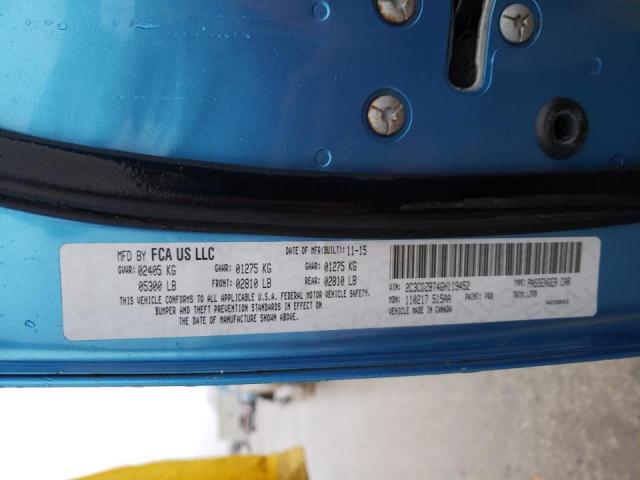 MFD BY FCA US LLC DATE OF MFR(BUILT): 11-15
GVWR: 02405 KG GAWR: 01275 KG GAWR: 01275 KG
05300 LB FRONT: 02810 LB REAR: 02810 LB
THIS VEHICLE CONFORMS TO ALL APPLICABLE U.S.A. FEDERAL MOTOR VEHICLE SAFETY,
BUMPER AND THEFT PREVENTION STANDARDS IN EFFECT ON
THE DATE OF MANUFACTURE SHOWN ABOVE.
VIN: 2C3CDZBT4GH119452 TYPE: PASSENGER CAR
MDH: 110217 515AA PAINT: PQD TRIM: L7X9
VEHICLE MADE IN CANADA